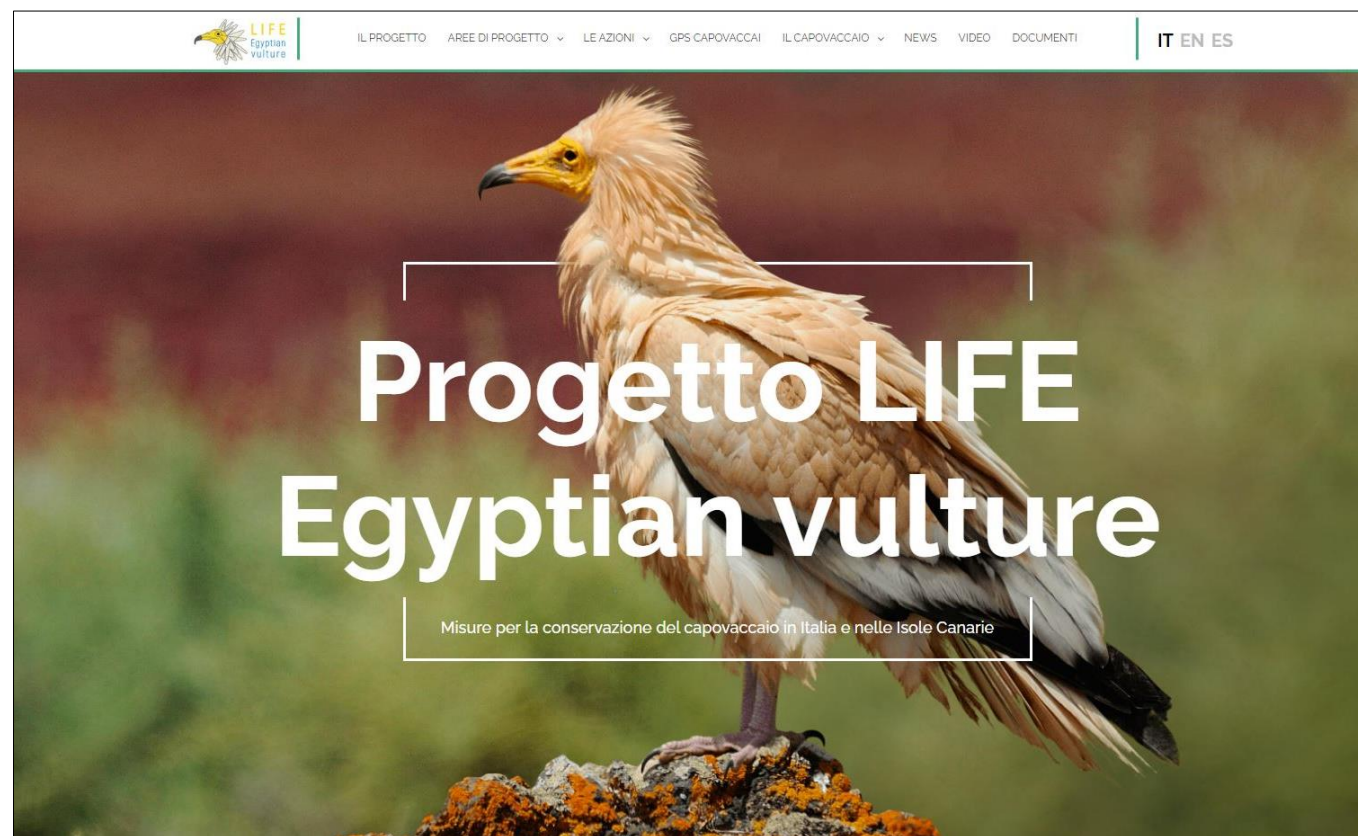 LIFE
Egyptian
vulture
IL PROGETTO AREE DI PROGETTO LE AZIONI GPS CAPOVACCAI IL CAPOVACCAIO NEWS VIDEO DOCUMENTI
IT EN ES
Progetto LIFE
Egyptian vulture
Misure per la conservazione del capovaccaio in Italia e nelle Isole Canarie